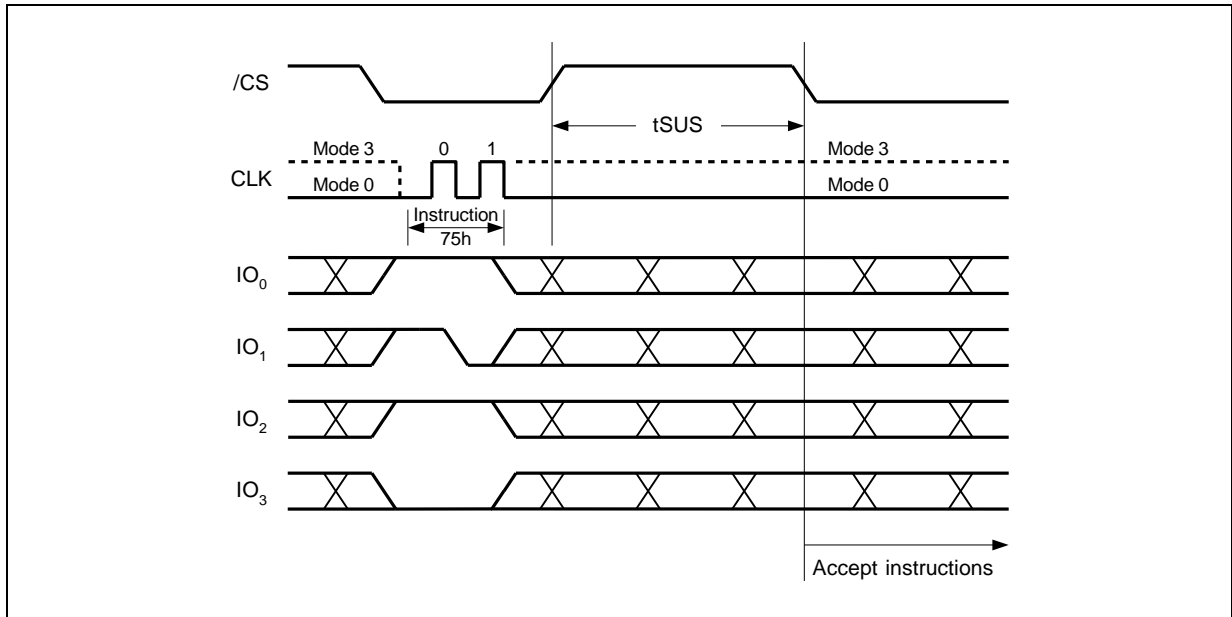 /CS
tSUS
Mode 3 0 1 Mode 3
CLK
Mode 0 Mode 0
Instruction
75h
IO0
IO1
IO2
IO3
Accept instructions